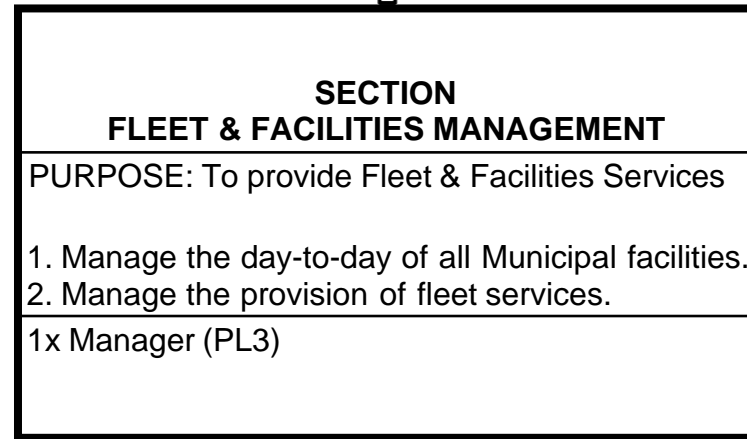 SECTION
FLEET & FACILITIES MANAGEMENT
PURPOSE: To provide Fleet & Facilities Services
1. Manage the day-to-day of all Municipal facilities.
2. Manage the provision of fleet services.
1x Manager (PL3)